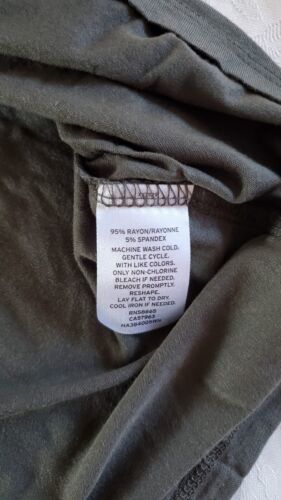 95% RAYON/RAYONNE
5% SPANDEX
MACHINE WASH COLD.
GENTLE CYCLE.
WITH LIKE COLORS.
ONLY NON-CHLORINE
BLEACH IF NEEDED.
REMOVE PROMPTLY.
RESHAPE.
LAY FLAT TO DRY.
COOL IRON IF NEEDED.
CA57963